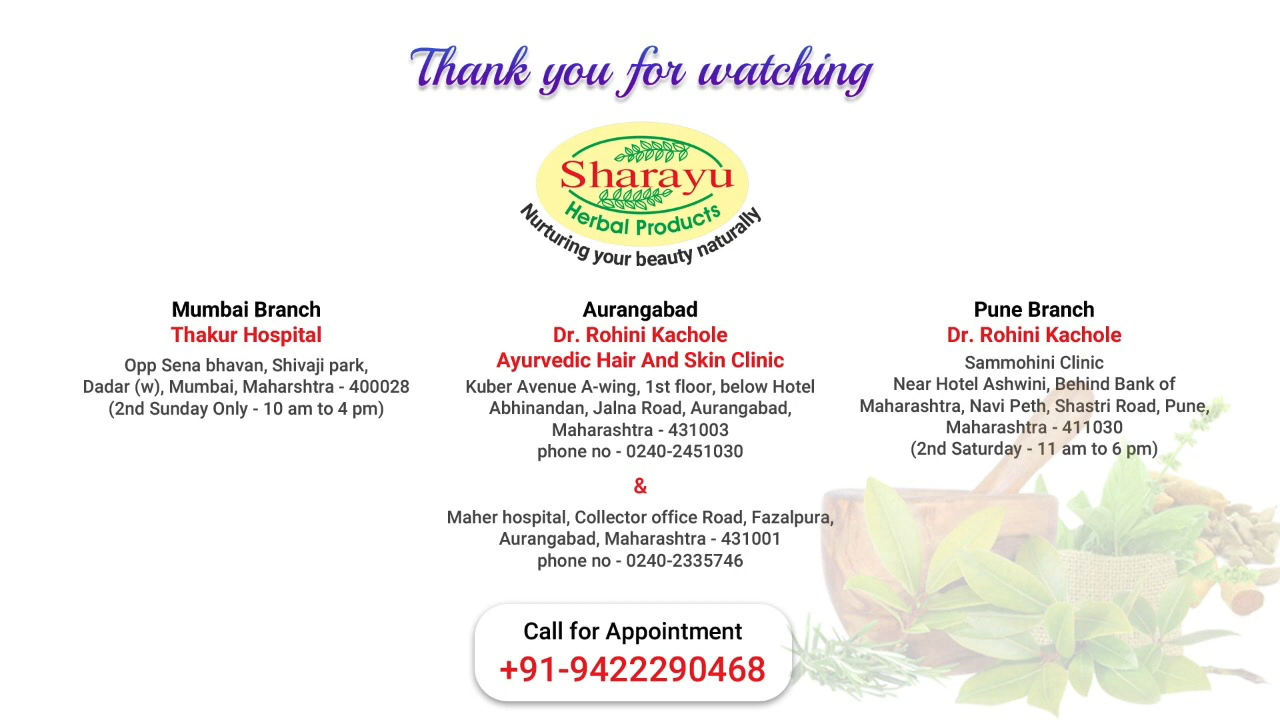 Thank you for watching
Sharayu
Herbal Products
Nurturing your beauty naturally
Mumbai Branch
Thakur Hospital
Opp Sena bhavan, Shivaji park,
Dadar (w), Mumbai, Maharshtra - 400028
(2nd Sunday Only - 10 am to 4 pm)
Aurangabad
Dr. Rohini Kachole
Ayurvedic Hair And Skin Clinic
Kuber Avenue A-wing, 1st floor, below Hotel
Abhinandan, Jalna Road, Aurangabad,
Maharashtra - 431003
phone no - 0240-2451030
&
Maher hospital, Collector office Road, Fazalpura,
Aurangabad, Maharashtra - 431001
phone no - 0240-2335746
Pune Branch
Dr. Rohini Kachole
Sammohini Clinic
Near Hotel Ashwini, Behind Bank of
Maharashtra, Navi Peth, Shastri Road, Pune,
Maharashtra - 411030
(2nd Saturday - 11 am to 6 pm)
Call for Appointment
+91-9422290468